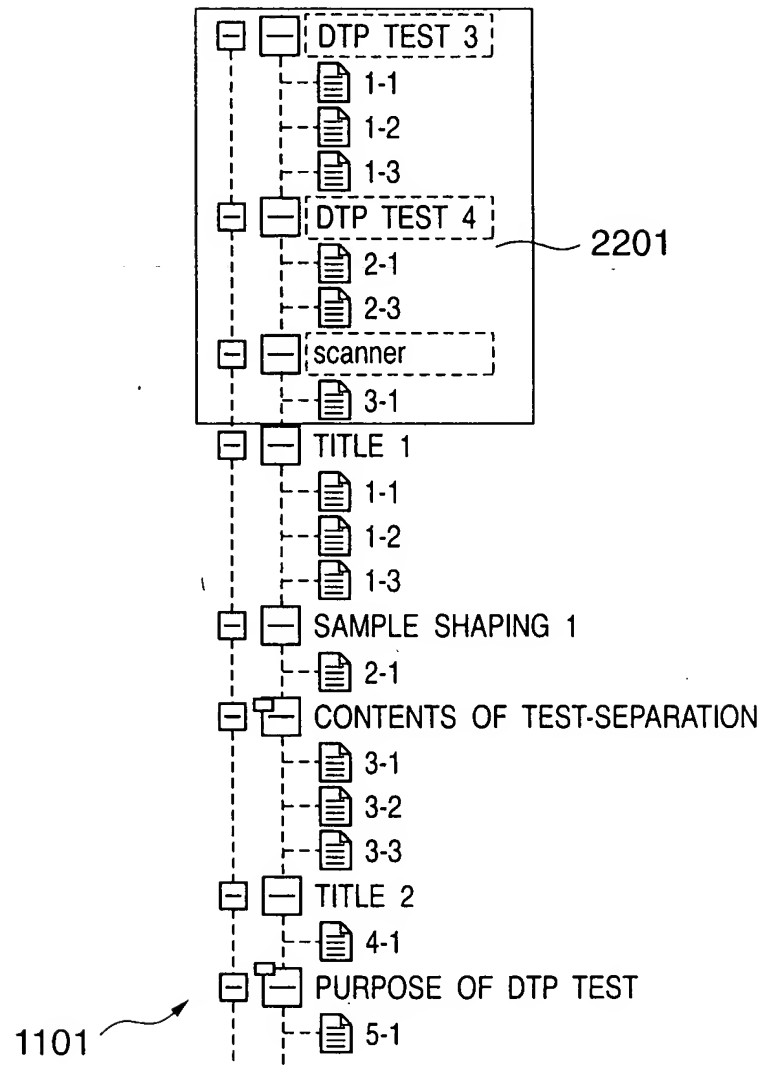 DTP TEST 3
1-1
1-2
1-3
DTP TEST 4
2201
2-1
2-3
scanner
3-1
TITLE 1
1-1
1-2
1-3
SAMPLE SHAPING 1
2-1
CONTENTS OF TEST-SEPARATION
3-1
3-2
3-3
TITLE 2
4-1
PURPOSE OF DTP TEST
5-1
1101